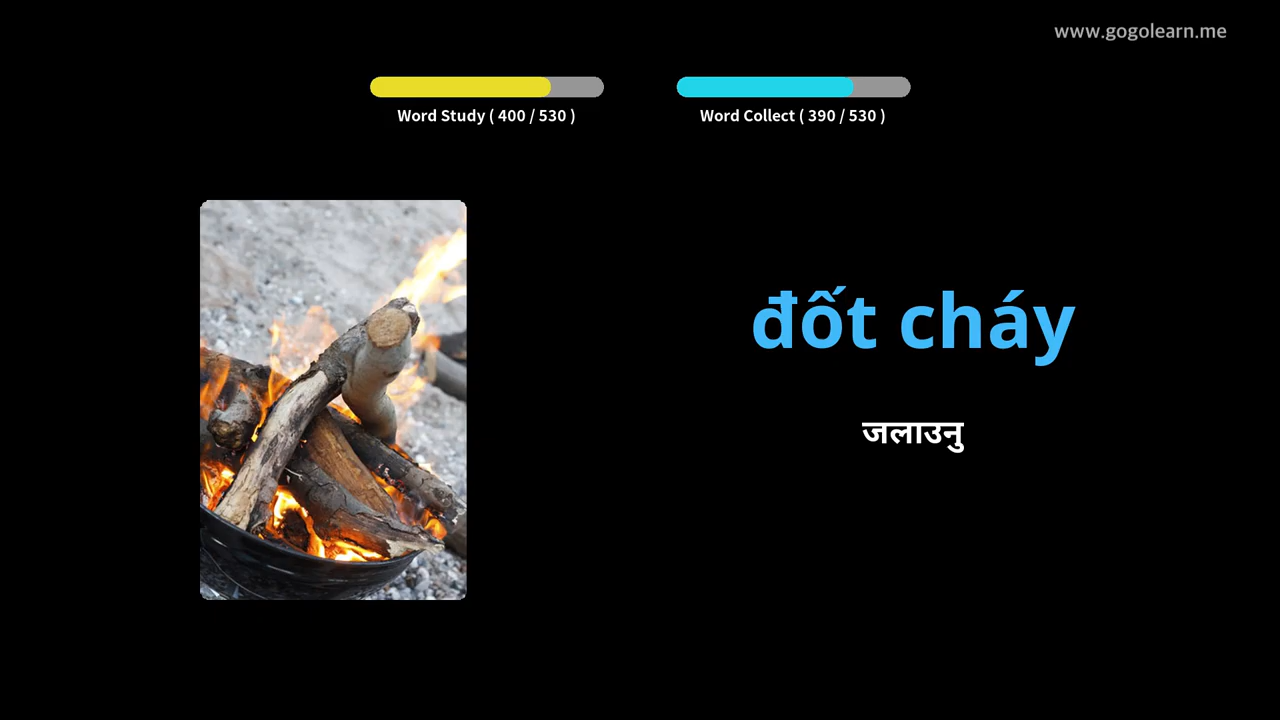 www.gogolearn.me
Word Study ( 400 / 530 )
Word Collect ( 390 / 530 )
đốt cháy
जलाउनु